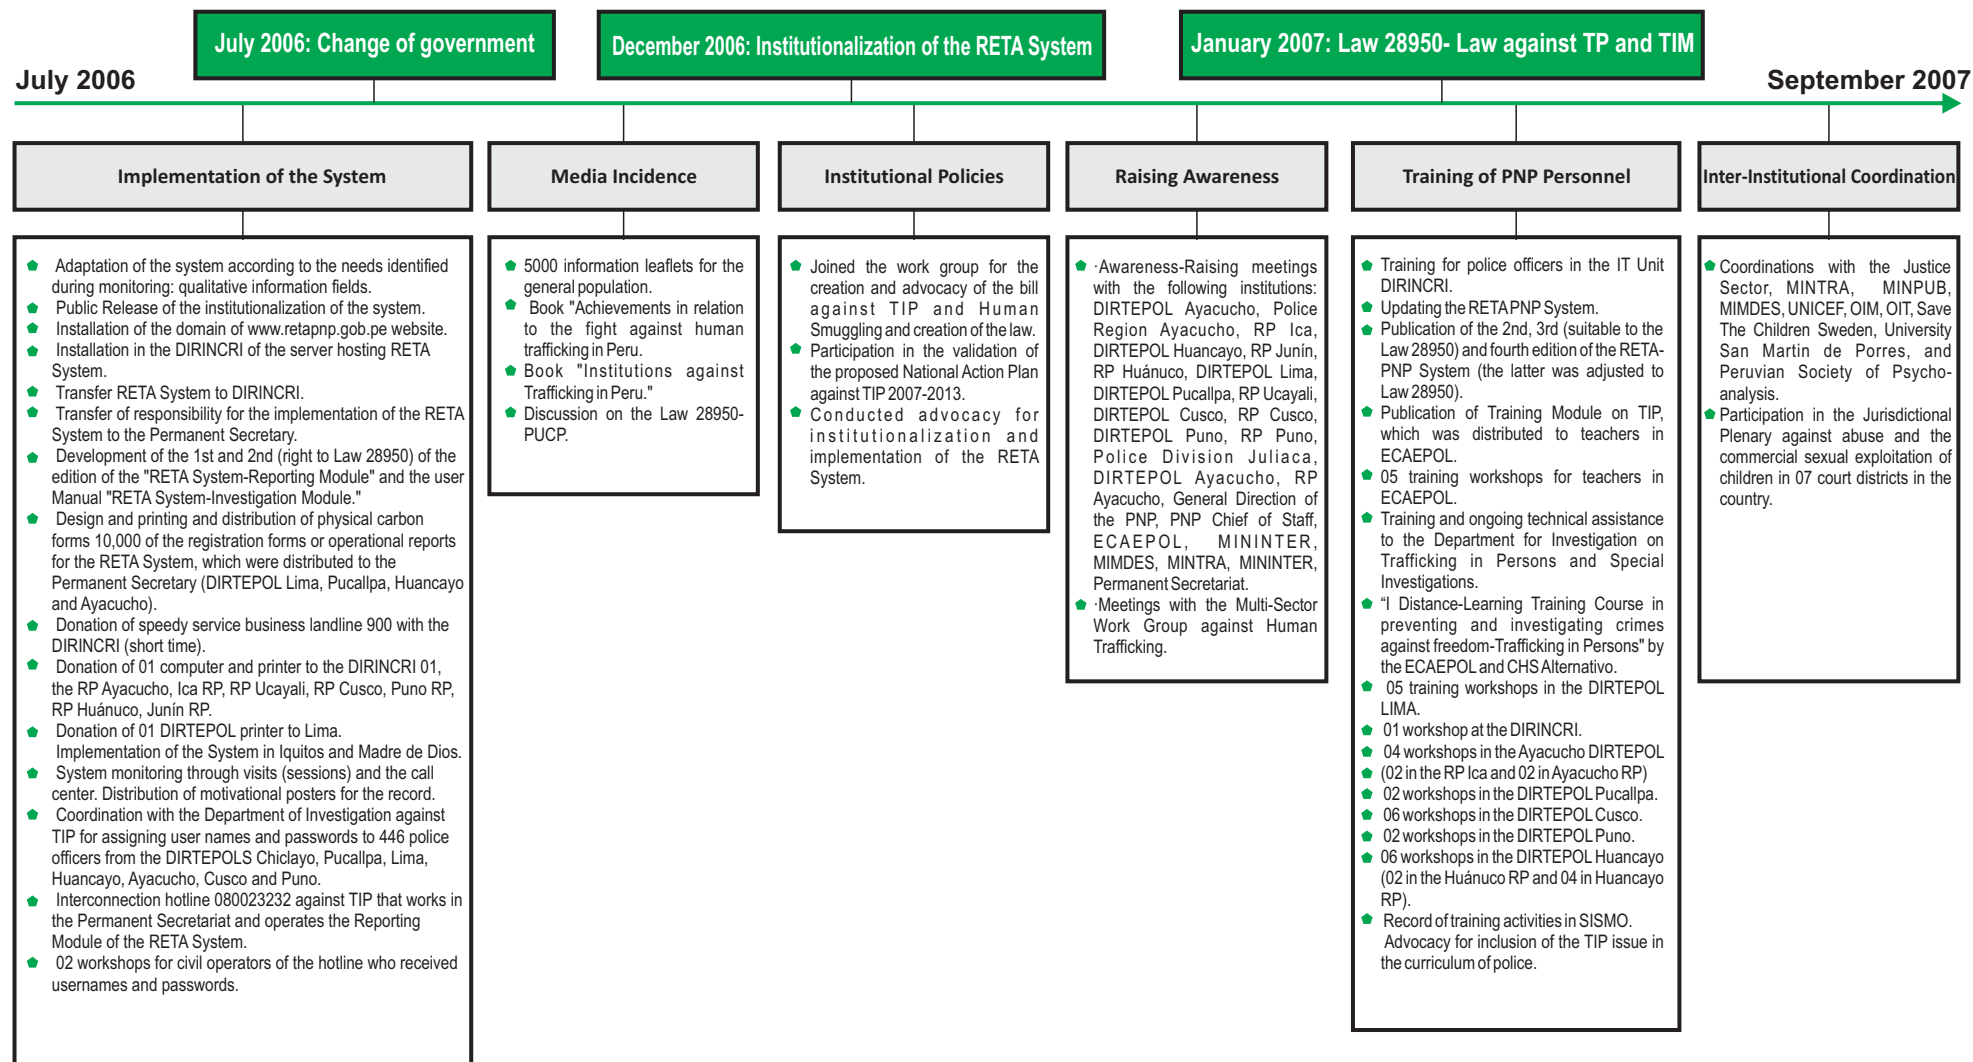 July 2006: Change of government
December 2006: Institutionalization of the RETA System
January 2007: Law 28950- Law against TP and TIM
July 2006
September 2007
Implementation of the System
Adaptation of the system according to the needs identified
during monitoring: qualitative information fields.
Public Release of the institutionalization of the system.
Installation of the domain of www.retapnp.gob.pe website.
Installation in the DIRINCRI of the server hosting RETA
System.
Transfer RETA System to DIRINCRI.
Transfer of responsibility for the implementation of the RETA
System to the Permanent Secretary.
Development of the 1st and 2nd (right to Law 28950) of the
edition of the "RETA System-Reporting Module" and the user
Manual "RETA System-Investigation Module."
Design and printing and distribution of physical carbon
forms 10,000 of the registration forms or operational reports
for the RETA System, which were distributed to the
Permanent Secretary (DIRTEPOL Lima, Pucallpa, Huancayo
and Ayacucho).
Donation of speedy service business landline 900 with the
DIRINCRI (short time).
Donation of 01 computer and printer to the DIRINCRI 01,
the RP Ayacucho, Ica RP, RP Ucayali, RP Cusco, Puno RP,
RP Huánuco, Junín RP.
Donation of 01 DIRTEPOL printer to Lima.
Implementation of the System in Iquitos and Madre de Dios.
System monitoring through visits (sessions) and the call
center. Distribution of motivational posters for the record.
Coordination with the Department of Investigation against
TIP for assigning user names and passwords to 446 police
officers from the DIRTEPOLS Chiclayo, Pucallpa, Lima,
Huancayo, Ayacucho, Cusco and Puno.
Interconnection hotline 080023232 against TIP that works in
the Permanent Secretariat and operates the Reporting
Module of the RETA System.
02 workshops for civil operators of the hotline who received
usernames and passwords.
Media Incidence
5000 information leaflets for the
general population.
Book "Achievements in relation
to the fight against human
trafficking in Peru.
Book "Institutions against
Trafficking in Peru."
Discussion on the Law 28950-
PUCP.
Institutional Policies
Joined the work group for the
creation and advocacy of the bill
against TIP and Human
Smuggling and creation of the law.
Participation in the validation of
the proposed National Action Plan
against TIP 2007-2013.
Conducted advocacy for
institutionalization and
implementation of the RETA
System.
Raising Awareness
·Awareness-Raising meetings
with the following institutions:
DIRTEPOL Ayacucho, Police
Region Ayacucho, RP Ica,
DIRTEPOL Huancayo, RP Junín,
RP Huánuco, DIRTEPOL Lima,
DIRTEPOL Pucallpa, RP Ucayali,
DIRTEPOL Cusco, RP Cusco,
DIRTEPOL Puno, RP Puno,
Police Division Juliaca,
DIRTEPOL Ayacucho, RP
Ayacucho, General Direction of
the PNP, PNP Chief of Staff,
ECAEPOL, MININTER,
MIMDES, MINTRA, MININTER,
Permanent Secretariat.
·Meetings with the Multi-Sector
Work Group against Human
Trafficking.
Training of PNP Personnel
Training for police officers in the IT Unit
DIRINCRI.
Updating the RETA PNP System.
Publication of the 2nd, 3rd (suitable to the
Law 28950) and fourth edition of the RETA-
PNP System (the latter was adjusted to
Law 28950).
Publication of Training Module on TIP,
which was distributed to teachers in
ECAEPOL.
05 training workshops for teachers in
ECAEPOL.
Training and ongoing technical assistance
to the Department for Investigation on
Trafficking in Persons and Special
Investigations.
"I Distance-Learning Training Course in
preventing and investigating crimes
against freedom-Trafficking in Persons" by
the ECAEPOL and CHS Alternativo.
05 training workshops in the DIRTEPOL
LIMA.
01 workshop at the DIRINCRI.
04 workshops in the Ayacucho DIRTEPOL
(02 in the RP Ica and 02 in Ayacucho RP)
02 workshops in the DIRTEPOL Pucallpa.
06 workshops in the DIRTEPOL Cusco.
02 workshops in the DIRTEPOL Puno.
06 workshops in the DIRTEPOL Huancayo
(02 in the Huánuco RP and 04 in Huancayo
RP).
Record of training activities in SISMO.
Advocacy for inclusion of the TIP issue in
the curriculum of police.
Inter-Institutional Coordination
Coordinations with the Justice
Sector, MINTRA, MINPUB,
MIMDES, UNICEF, OIM, OIT, Save
The Children Sweden, University
San Martin de Porres, and
Peruvian Society of Psycho-
analysis.
Participation in the Jurisdictional
Plenary against abuse and the
commercial sexual exploitation of
children in 07 court districts in the
country.